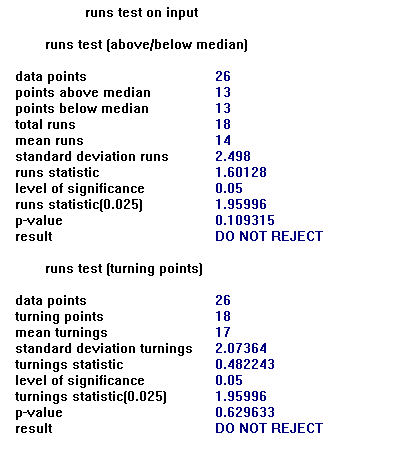 runs test on input
runs test (above/below median)
data points 26
points above median 13
points below median 13
total runs 18
mean runs 14
standard deviation runs 2.498
runs statistic 1.60128
level of significance 0.05
runs statistic(0.025) 1.95996
p-value 0.109315
result DO NOT REJECT
runs test (turning points)
data points 26
turning points 18
mean turnings 17
standard deviation turnings 2.07364
turnings statistic 0.482243
level of significance 0.05
turnings statistic(0.025) 1.95996
p-value 0.629633
result DO NOT REJECT